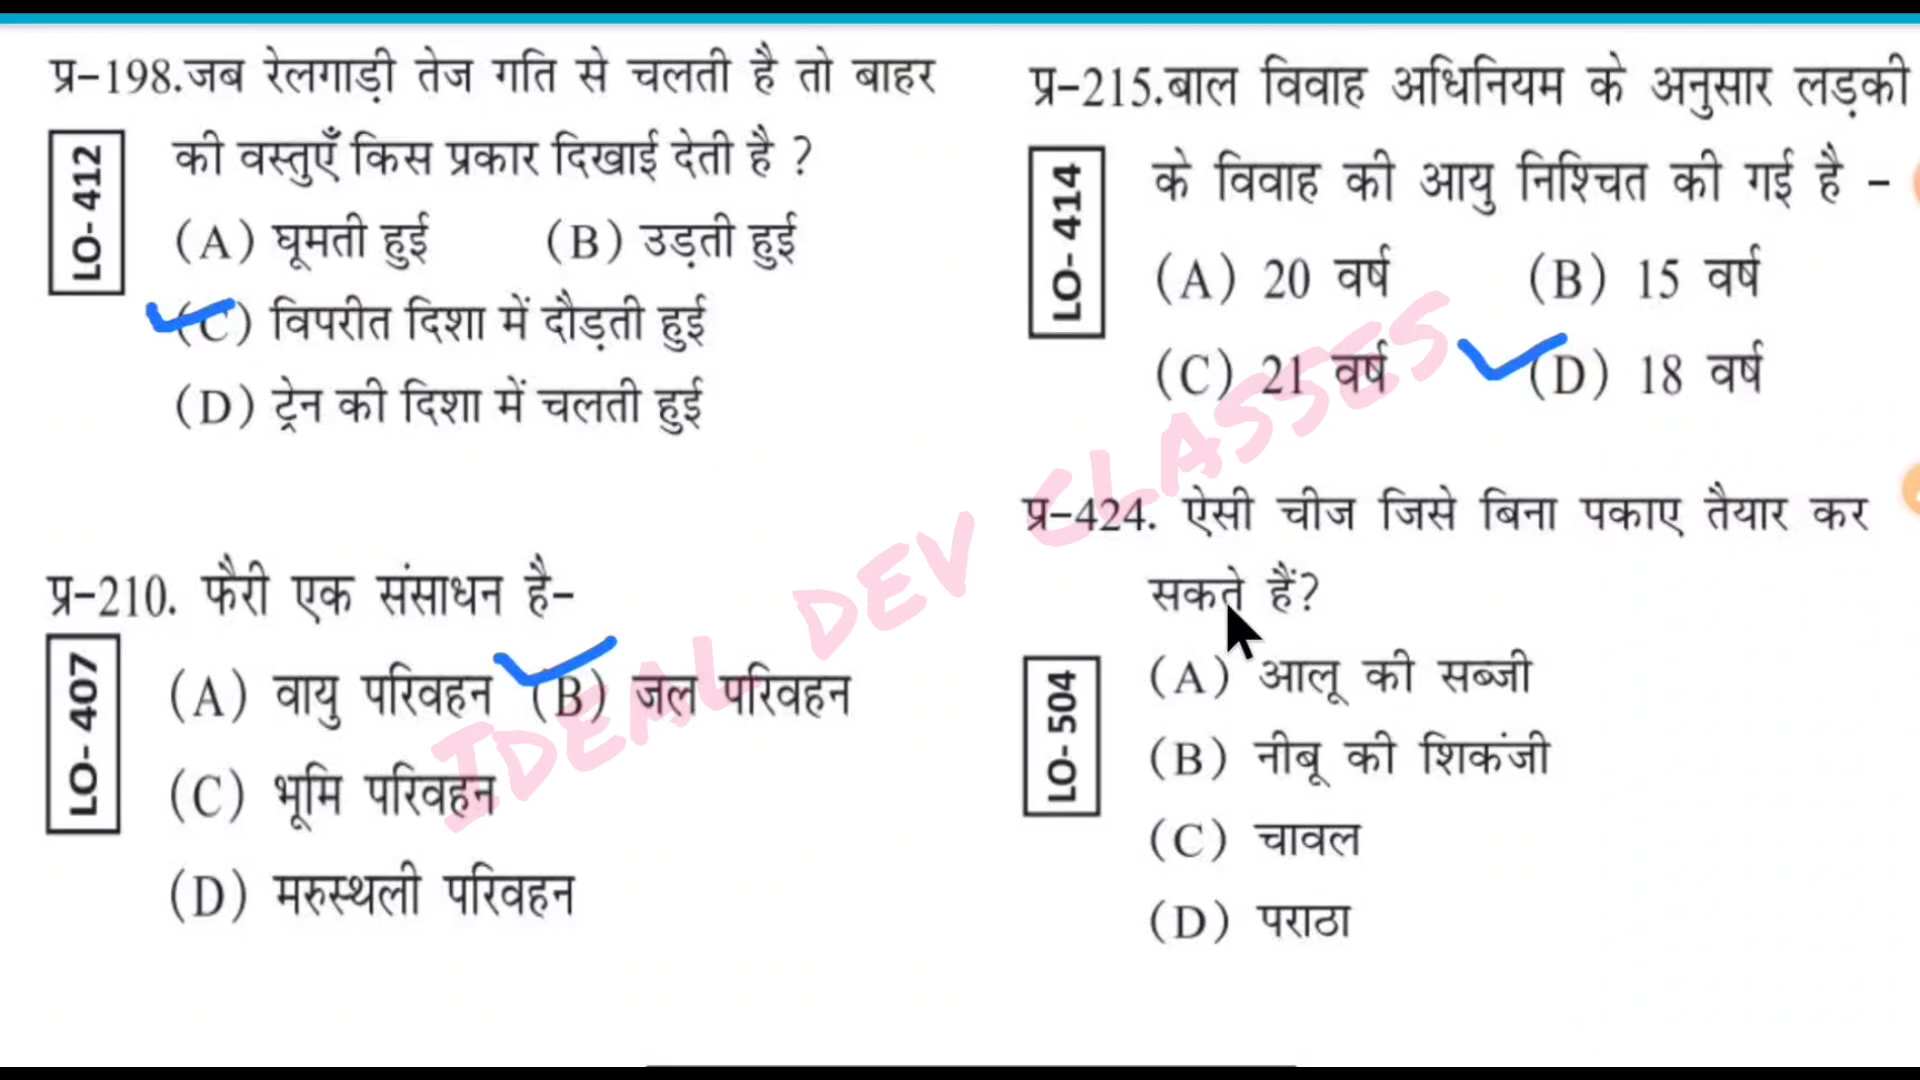 प्र-198.जब रेलगाड़ी तेज गति से चलती है तो बाहर
की वस्तुएँ किस प्रकार दिखाई देती है ?
LO- 412
(A) घूमती हुई (B) उड़ती हुई
(C) विपरीत दिशा में दौड़ती हुई
(D) ट्रेन की दिशा में चलती हुई
प्र-210. फैरी एक संसाधन है-
LO- 407
(A) वायु परिवहन (B) जल परिवहन
(C) भूमि परिवहन
(D) मरुस्थली परिवहन
प्र-215.बाल विवाह अधिनियम के अनुसार लड़की
के विवाह की आयु निश्चित की गई है -
LO- 414
(A) 20 वर्ष (B) 15 वर्ष
(C) 21 वर्ष (D) 18 वर्ष
प्र-424. ऐसी चीज जिसे बिना पकाए तैयार कर
सकते हैं?
LO- 504
(A) आलू की सब्जी
(B) नीबू की शिकंजी
(C) चावल
(D) पराठा
IDEAL DEV CLASSES